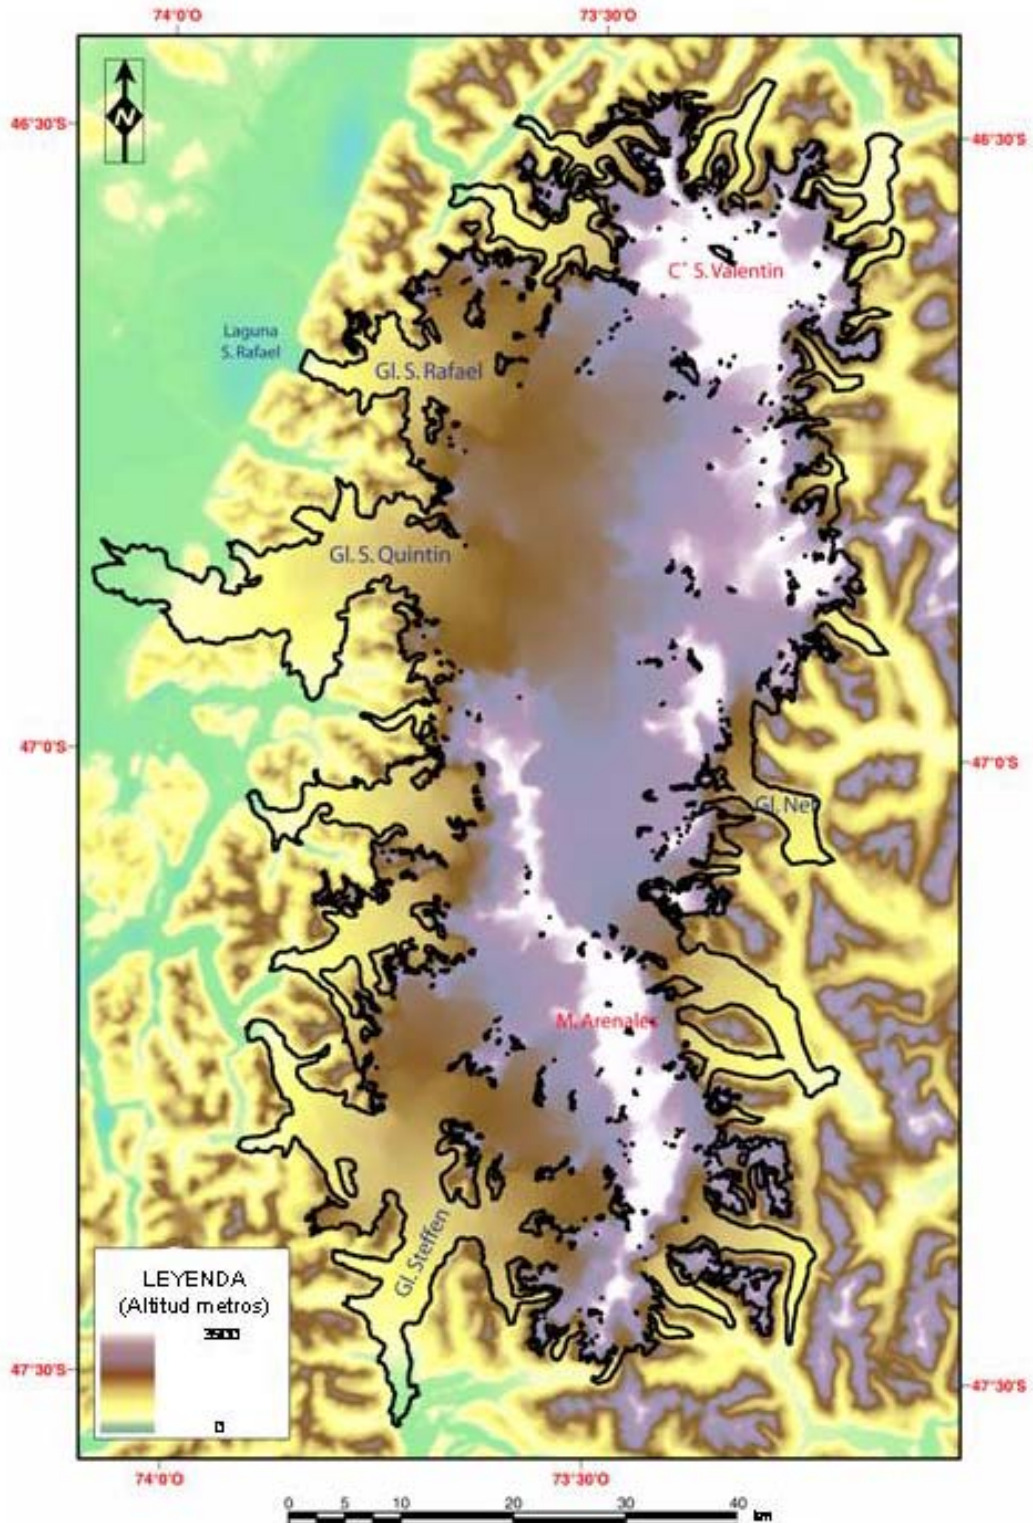 74°0'O
73°30'O
N
46°30'S
46°30'S
C° S. Valentin
Laguna
S. Rafael
Gl. S. Rafael
Gl. S. Quintin
47°0'S
47°0'S
Gl. Nef
M. Arenales
Gl. Steffen
LEYENDA
(Altitud metros)
0
47°30'S
47°30'S
74°0'O
73°30'O
0 5 10 20 30 40 km